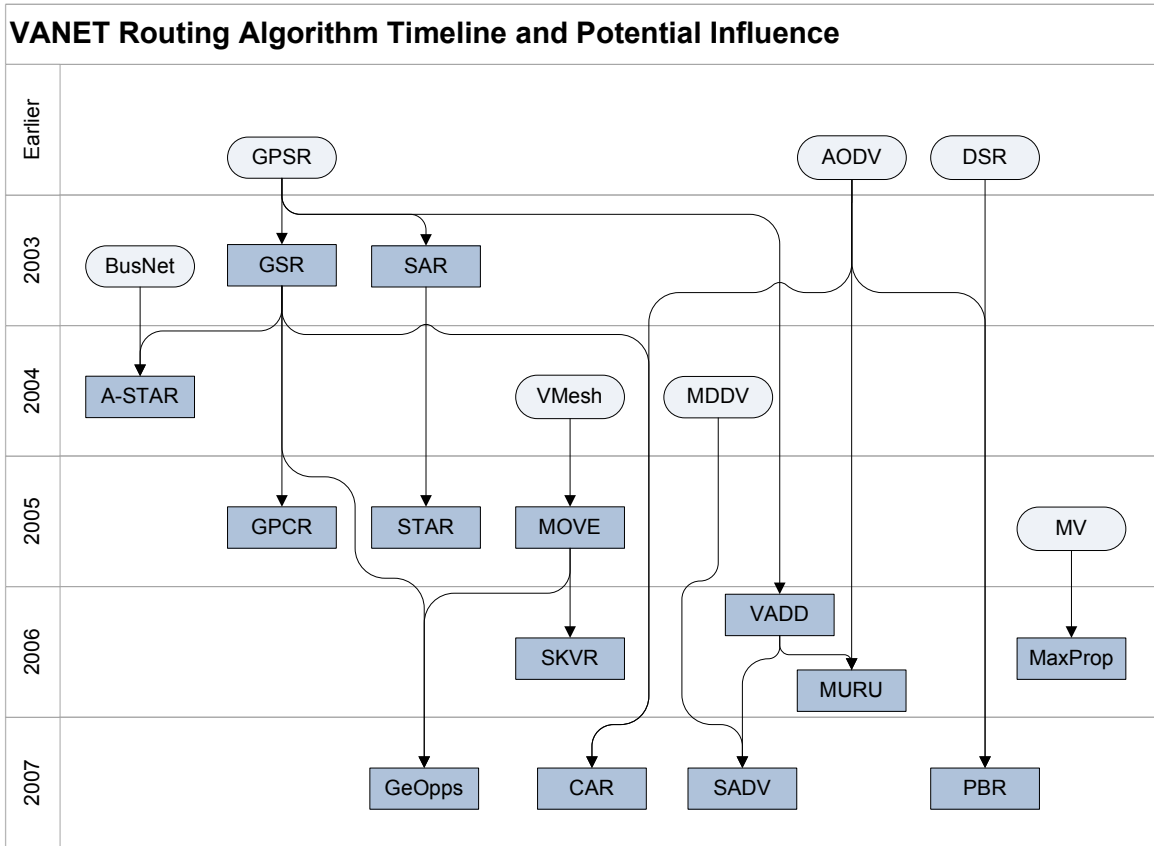 VANET Routing Algorithm Timeline and Potential Influence
Earlier
GPSR
AODV
DSR
2003
BusNet
GSR
SAR
2004
A-STAR
VMesh
MDDV
2005
GPCR
STAR
MOVE
MV
2006
VADD
SKVR
MaxProp
MURU
2007
GeOpps
CAR
SADV
PBR